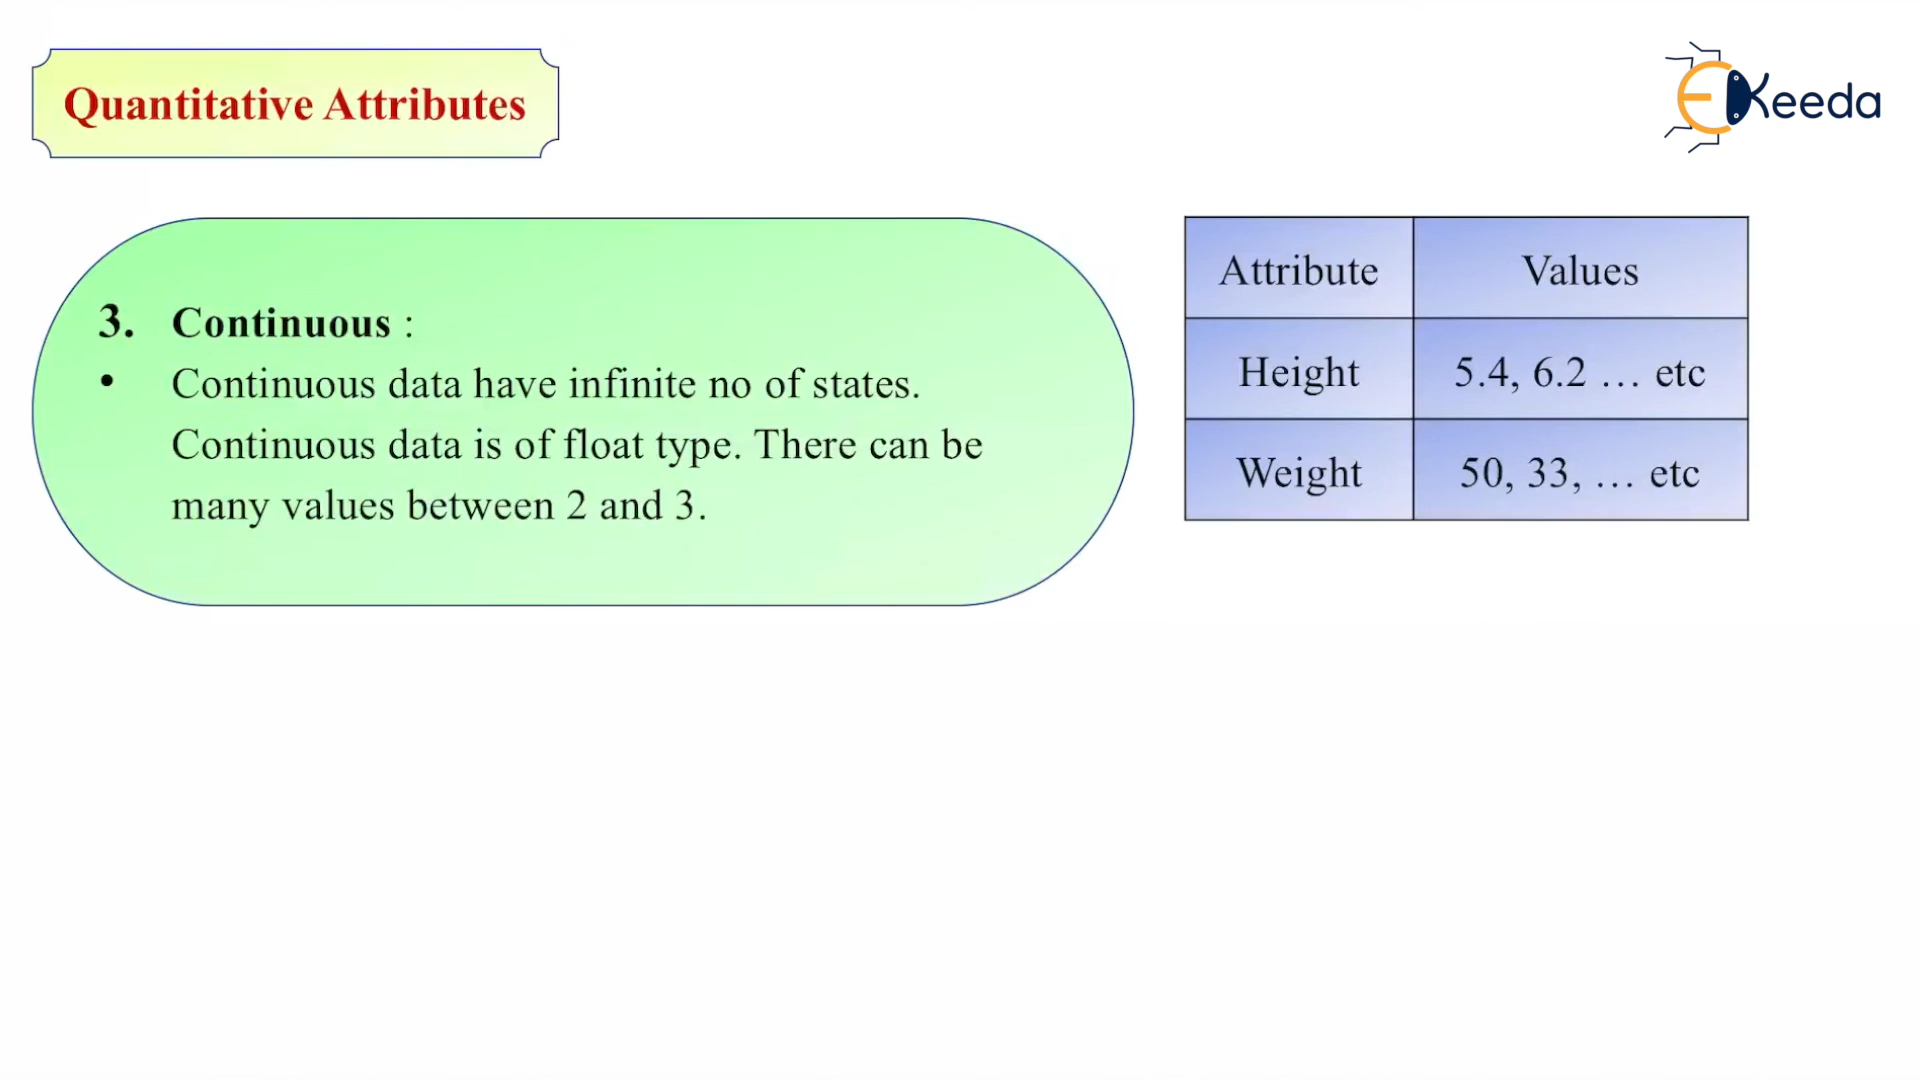 Quantitative Attributes
EKeeda
3. Continuous :
• Continuous data have infinite no of states.
Continuous data is of float type. There can be
many values between 2 and 3.
Attribute Values
Height 5.4, 6.2 … etc
Weight 50, 33, … etc